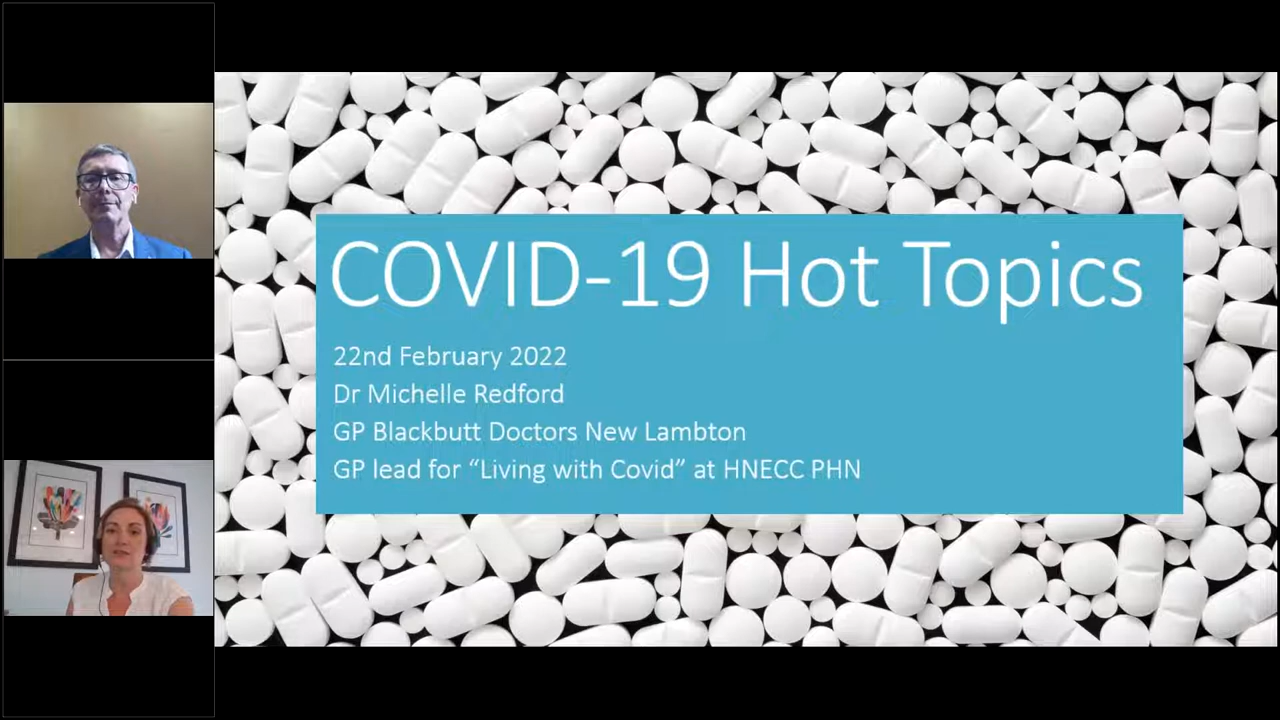 COVID-19 Hot Topics
22nd February 2022
Dr Michelle Redford
GP Blackbutt Doctors New Lambton
GP lead for “Living with Covid” at HNECC PHN